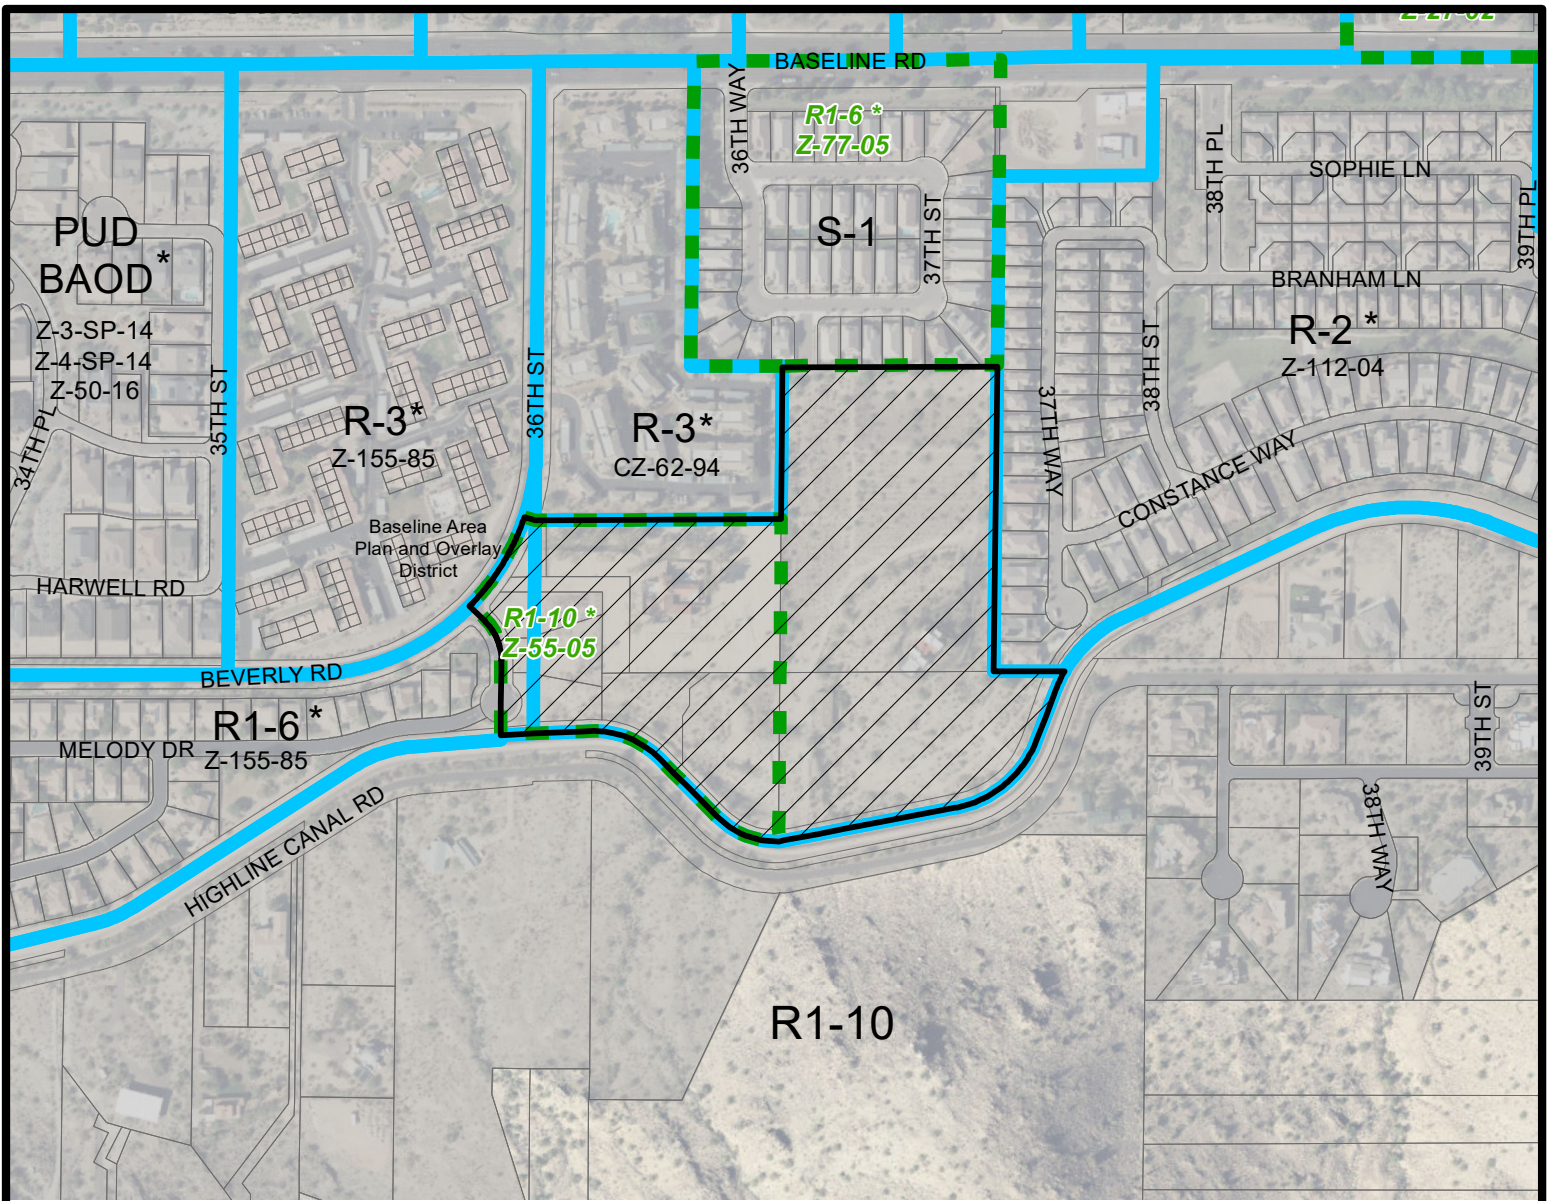 Z-27-02
BASELINE RD
36TH WAY
R1-6 *
Z-77-05
S-1
37TH ST
38TH PL
SOPHIE LN
39TH PL
BRANHAM LN
PUD
BAOD*
Z-3-SP-14
Z-4-SP-14
Z-50-16
34TH PL
35TH ST
R-3*
Z-155-85
36TH ST
R-3*
CZ-62-94
37TH WAY
38TH ST
R-2 *
Z-112-04
CONSTANCE WAY
Baseline Area
Plan and Overlay
District
HARWELL RD
R1-10 *
Z-55-05
BEVERLY RD
R1-6 *
Z-155-85
MELODY DR
HIGHLINE CANAL RD
39TH ST
38TH WAY
R1-10